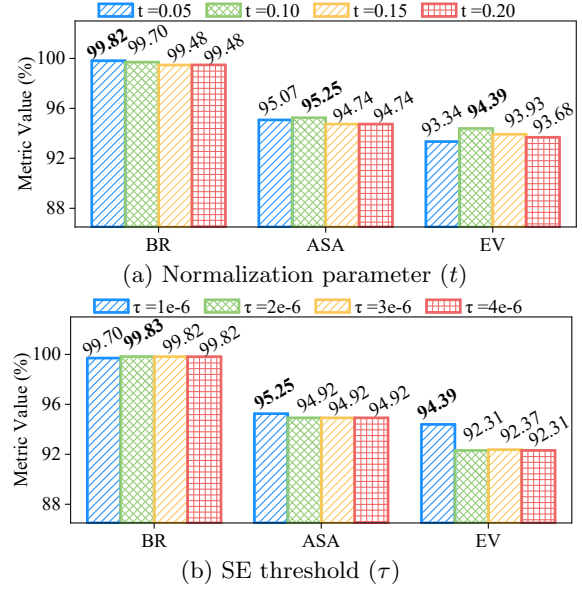 t =0.05 t =0.10 t =0.15 t =0.20
Metric Value (%)
100
96
92
88
99.82 99.70 99.48 99.48
95.07 95.25 94.74 94.74
93.34 94.39 93.93 93.68
BR ASA EV
(a) Normalization parameter (t)
τ =1e-6 τ =2e-6 τ =3e-6 τ =4e-6
Metric Value (%)
100
96
92
88
99.70 99.83 99.82 99.82
95.25 94.92 94.92 94.92
94.39 92.31 92.37 92.31
BR ASA EV
(b) SE threshold (τ)